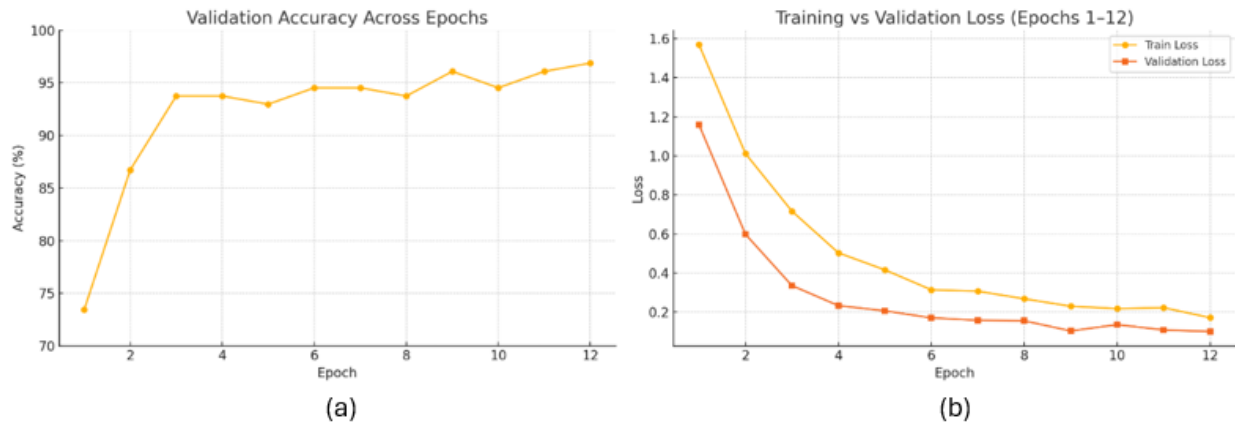 Validation Accuracy Across Epochs
100
95
90
85
80
75
70
Accuracy (%)
2 4 6 8 10 12
Epoch
(a)
Training vs Validation Loss (Epochs 1–12)
Train Loss
Validation Loss
1.6
1.4
1.2
1.0
0.8
0.6
0.4
0.2
Loss
2 4 6 8 10 12
Epoch
(b)